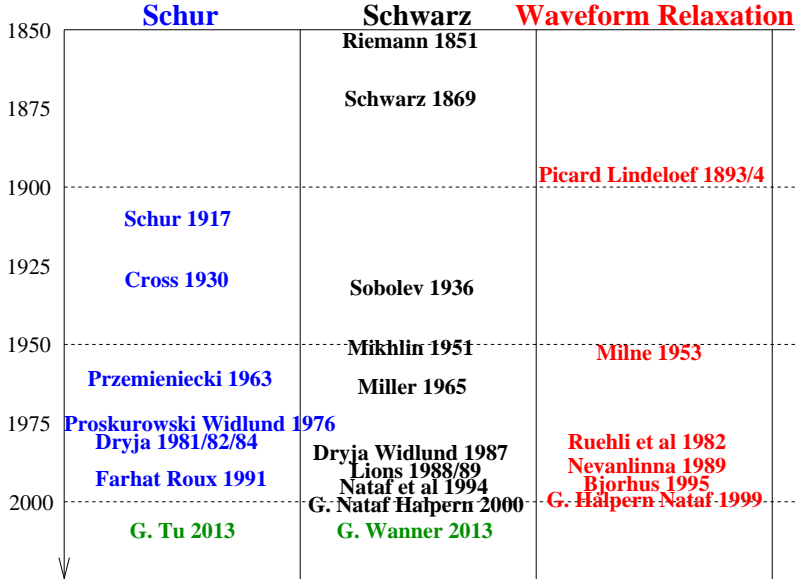 Schur Schwarz Waveform Relaxation
1850
Riemann 1851
Schwarz 1869
1875
Picard Lindeloef 1893/4
1900
Schur 1917
1925
Cross 1930
Sobolev 1936
1950
Mikhlin 1951
Milne 1953
Przemieniecki 1963
Miller 1965
1975
Proskurowski Widlund 1976
Dryja 1981/82/84
Ruehli et al 1982
Dryja Widlund 1987
Lions 1988/89
Nevanlinna 1989
Farhat Roux 1991
Nataf et al 1994
Bjorhus 1995
G. Halpern Nataf 1999
2000
G. Nataf Halpern 2000
G. Tu 2013
G. Wanner 2013